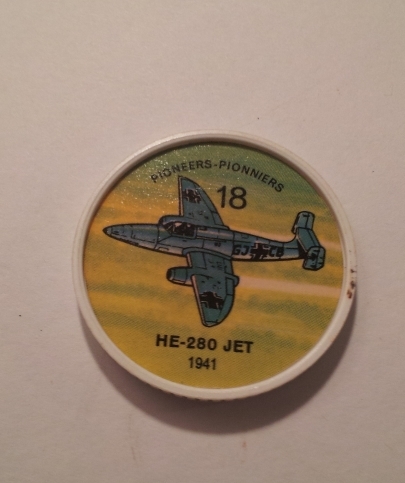 PIONEERS-PIONNIERS
18
HE-280 JET
1941